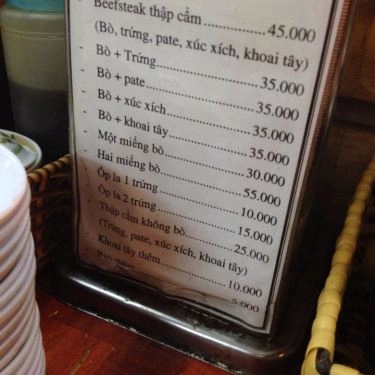 - Beefsteak thập cẩm ............ 45.000
(Bò, trứng, pate, xúc xích, khoai tây)
- Bò + Trứng ............ 35.000
- Bò + pate ............ 35.000
- Bò + xúc xích ............ 35.000
- Bò + khoai tây ............ 35.000
- Một miếng bò ............ 30.000
- Hai miếng bò ............ 55.000
- Ốp la 1 trứng ............ 10.000
- Ốp la 2 trứng ............ 15.000
- Thập cẩm không bò ............ 25.000
(Trứng, pate, xúc xích, khoai tây)
- Khoai tây thêm ............ 10.000
5.000